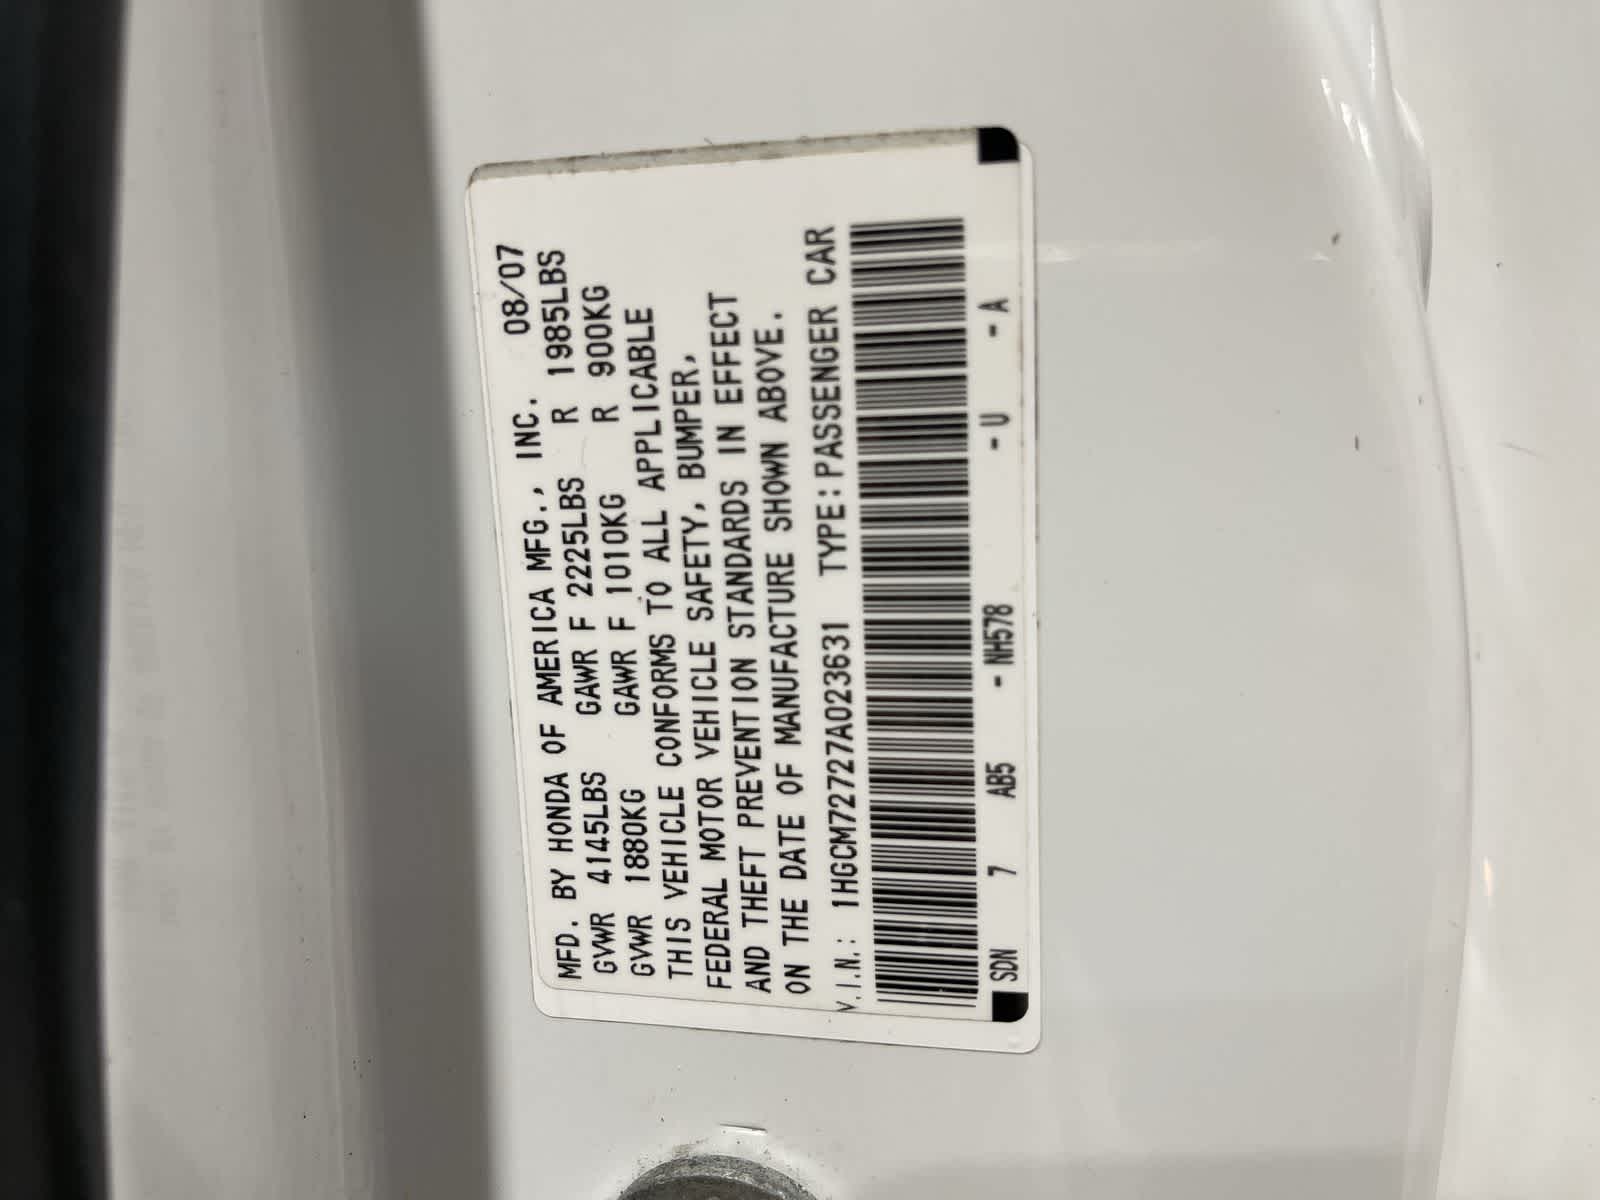 MFD. BY HONDA OF AMERICA MFG., INC. 08/07
GVWR 4145LBS GAWR F 2225LBS R 1985LBS
GVWR 1880KG GAWR F 1010KG R 900KG
THIS VEHICLE CONFORMS TO ALL APPLICABLE
FEDERAL MOTOR VEHICLE SAFETY, BUMPER,
AND THEFT PREVENTION STANDARDS IN EFFECT
ON THE DATE OF MANUFACTURE SHOWN ABOVE.
V.I.N.: 1HGCM72727A023631 TYPE:PASSENGER CAR
SDN 7 AB5 - NH578 - U - A